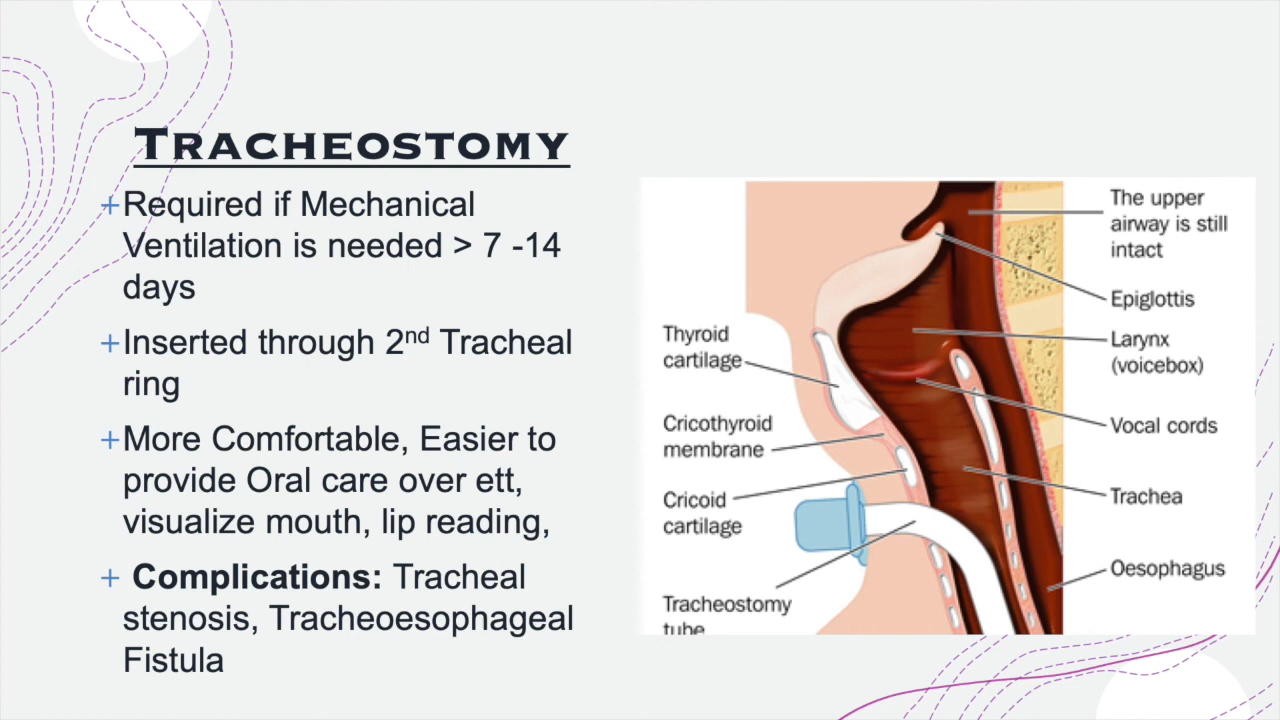 TRACHEOSTOMY
+Required if Mechanical
Ventilation is needed > 7 -14
days
+Inserted through 2nd Tracheal
ring
+More Comfortable, Easier to
provide Oral care over ett,
visualize mouth, lip reading,
+ Complications: Tracheal
stenosis, Tracheoesophageal
Fistula
Thyroid
cartilage
Cricothyroid
membrane
Cricoid
cartilage
Tracheostomy
tube
The upper
airway is still
intact
Epiglottis
Larynx
(voicebox)
Vocal cords
Trachea
Oesophagus